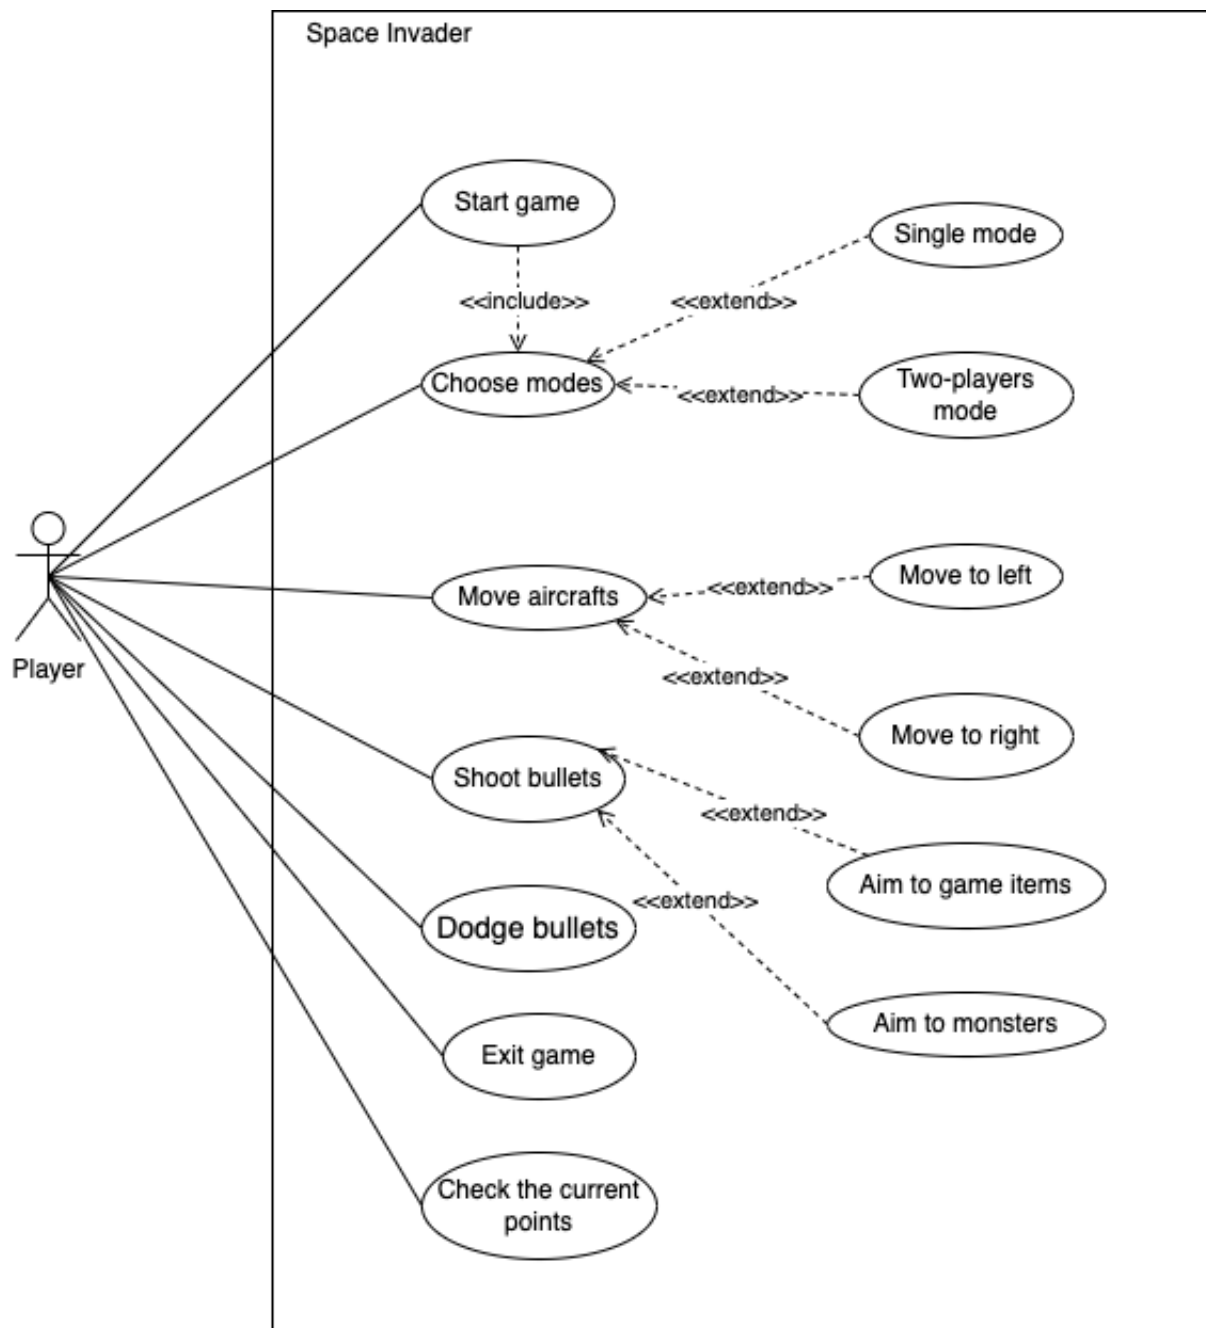 Space Invader
Start game
Single mode
<<include>>
<<extend>>
Choose modes
Two-players
mode
<<extend>>
Move aircrafts
<<extend>>
Move to left
Player
<<extend>>
Move to right
Shoot bullets
<<extend>>
Aim to game items
<<extend>>
Dodge bullets
Aim to monsters
Exit game
Check the current
points